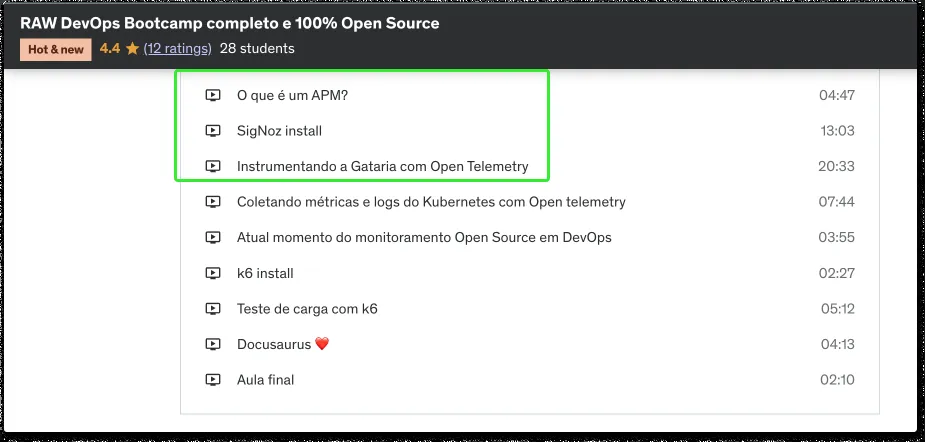 RAW DevOps Bootcamp completo e 100% Open Source
Hot & new 4.4 (12 ratings) 28 students
O que é um APM? 04:47
SigNoz install 13:03
Instrumentando a Gataria com Open Telemetry 20:33
Coletando métricas e logs do Kubernetes com Open telemetry 07:44
Atual momento do monitoramento Open Source em DevOps 03:55
k6 install 02:27
Teste de carga com k6 05:12
Docusaurus ❤️ 04:13
Aula final 02:10